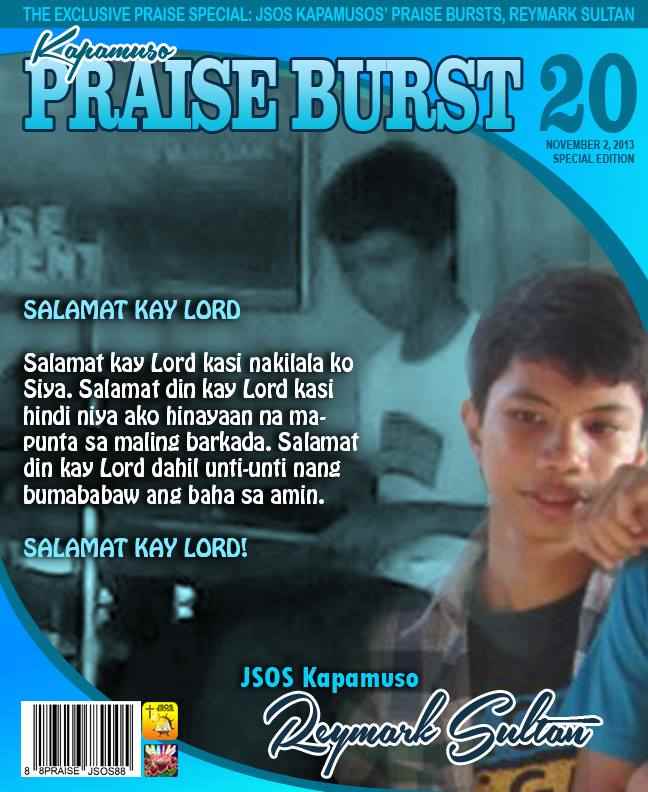 THE EXCLUSIVE PRAISE SPECIAL: JSOS KAPAMUSOS' PRAISE BURSTS, REYMARK SULTAN
Kapamuso
PRAISE BURST 20
NOVEMBER 2, 2013
SPECIAL EDITION
SALAMAT KAY LORD
Salamat kay Lord kasi nakilala ko
Siya. Salamat din kay Lord kasi
hindi niya ako hinayaan na ma-
punta sa maling barkada. Salamat
din kay Lord dahil unti-unti nang
bumababaw ang baha sa amin.
SALAMAT KAY LORD!
JSOS Kapamuso
Reymark Sultan
8 8PRAISE JSOS88